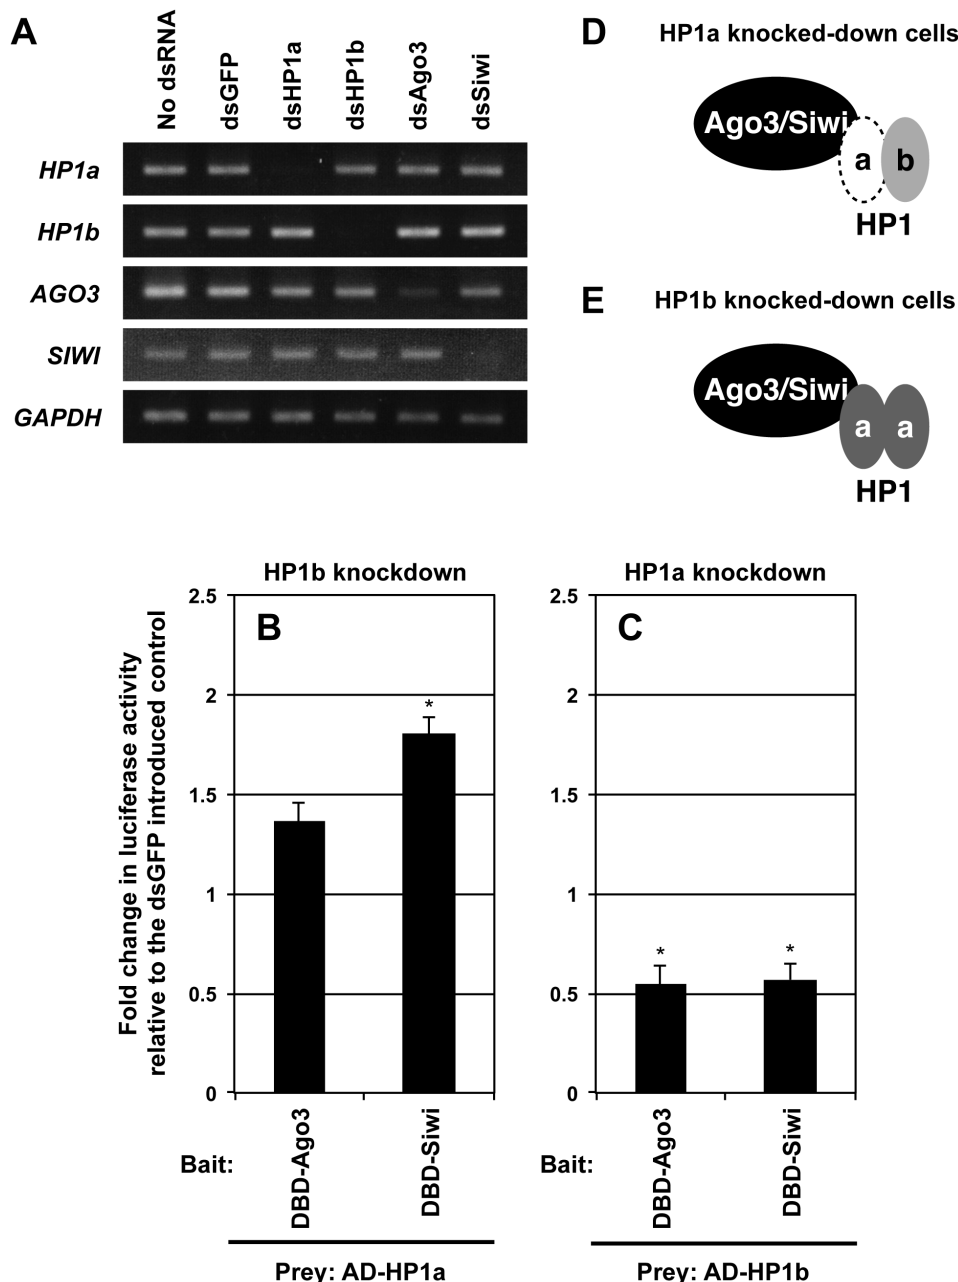 A
No dsRNA
dsGFP
dsHP1a
dsHP1b
dsAgo3
dsSiwi
HP1a
HP1b
AGO3
SIWI
GAPDH
D
HP1a knocked-down cells
Ago3/Siwi
a
b
HP1
E
HP1b knocked-down cells
Ago3/Siwi
a
a
HP1
Fold change in luciferase activity
relative to the dsGFP introduced control
HP1b knockdown
B
2.5
2
1.5
1
0.5
0
*
Bait:
DBD-Ago3
DBD-Siwi
Prey: AD-HP1a
HP1a knockdown
C
2.5
2
1.5
1
0.5
0
*
*
Bait:
DBD-Ago3
DBD-Siwi
Prey: AD-HP1b